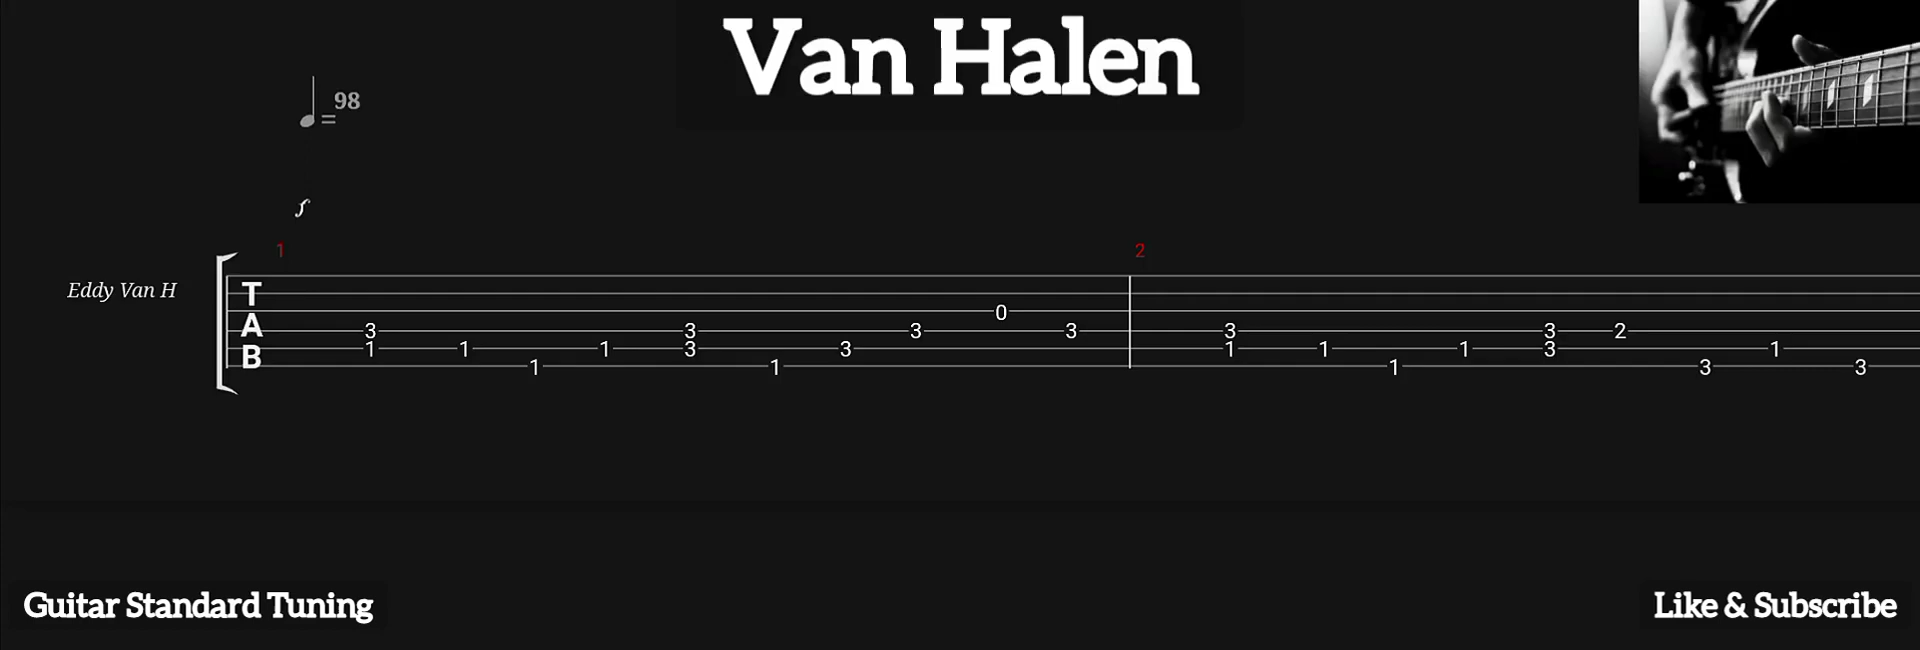 Van Halen
= 98
f
1 2
Eddy Van H
T
A
B
0
3 3 3 3 3 3 2
1 1 1 3 3 1 1 1 3 1
1 1 1 3 3
Guitar Standard Tuning
Like & Subscribe